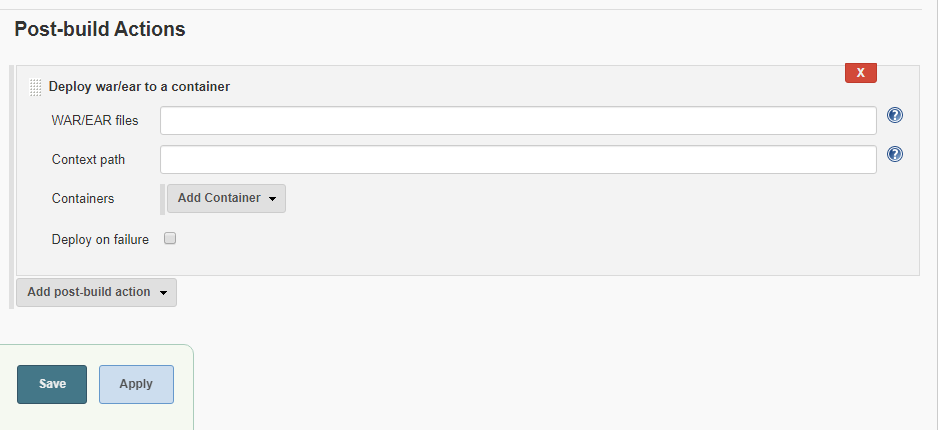 Post-build Actions
X
Deploy war/ear to a container
WAR/EAR files
?
Context path
?
Containers Add Container
Deploy on failure
Add post-build action
Save Apply